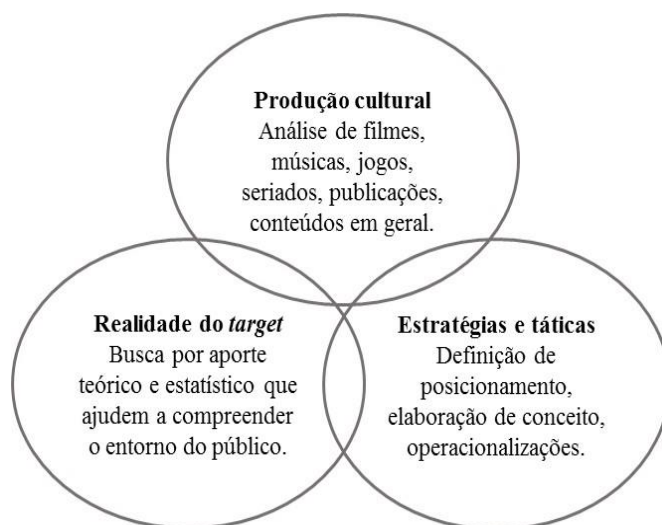 Produção cultural
Análise de filmes,
músicas, jogos,
seriados, publicações,
conteúdos em geral.
Realidade do target
Busca por aporte
teórico e estatístico que
ajudem a compreender
o entorno do público.
Estratégias e táticas
Definição de
posicionamento,
elaboração de conceito,
operacionalizações.